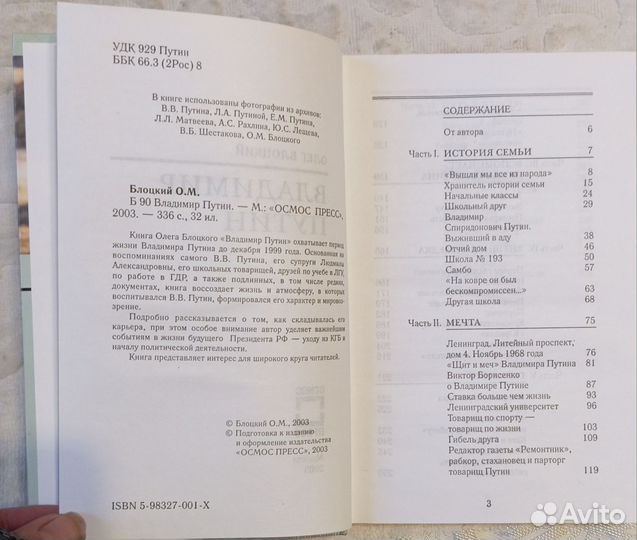 УДК 929 Путин
ББК 66.3 (2Рос) 8
В книге использованы фотографии из архивов:
В.В. Путина, Л.А. Путиной, Е.М. Путина,
Л.Л. Матвеева, А.С. Рахлина, Ю.С. Лещева,
В.Б. Шестакова, О.М. Блоцкого
Блоцкий О.М.
Б 90 Владимир Путин. — М.: «ОСМОС ПРЕСС»,
2003. — 336 с., 32 ил.
Книга Олега Блоцкого «Владимир Путин» охватывает период
жизни Владимира Путина до декабря 1999 года. Основанная на
воспоминаниях самого В.В. Путина, его супруги Людмилы
Александровны, его школьных товарищей, друзей по учебе в ЛГУ,
по работе в ГДР, а также подлинных, в том числе редких,
документах, книга воссоздает жизнь и атмосферу, в которых
воспитывался В.В. Путин, формировался его характер и мировоз-
зрение.
Подробно рассказывается о том, как складывалась его
карьера, при этом особое внимание автор уделяет важнейшим
событиям в жизни будущего Президента РФ — уходу из КГБ и
началу политической деятельности.
Книга представляет интерес для широкого круга читателей.
© Блоцкий О.М., 2003
© Подготовка к изданию
и оформление издательства
«ОСМОС ПРЕСС», 2003
ISBN 5-98327-001-X
СОДЕРЖАНИЕ
От автора 6
Часть I. ИСТОРИЯ СЕМЬИ 7
«Вышли мы все из народа» 8
Хранитель истории семьи 15
Начальные классы 24
Школьный друг 29
Владимир
Спиридонович Путин.
Выживший в аду 38
Отчий дом 46
Школа № 193 50
Самбо 57
«На ковре он был
бескомпромиссен...» 63
Другая школа 68
Часть II. МЕЧТА 75
Ленинград. Литейный проспект,
дом 4. Ноябрь 1968 года 76
«Щит и меч» Владимира Путина 81
Виктор Борисенко
о Владимире Путине 87
Ставка больше чем жизнь 93
Ленинградский университет 96
Товарищ по спорту —
товарищ по жизни 103
Гибель друга 109
Редактор газеты «Ремонтник»,
рабкор, стахановец и парторг
товарищ Путин 119
3
Avito